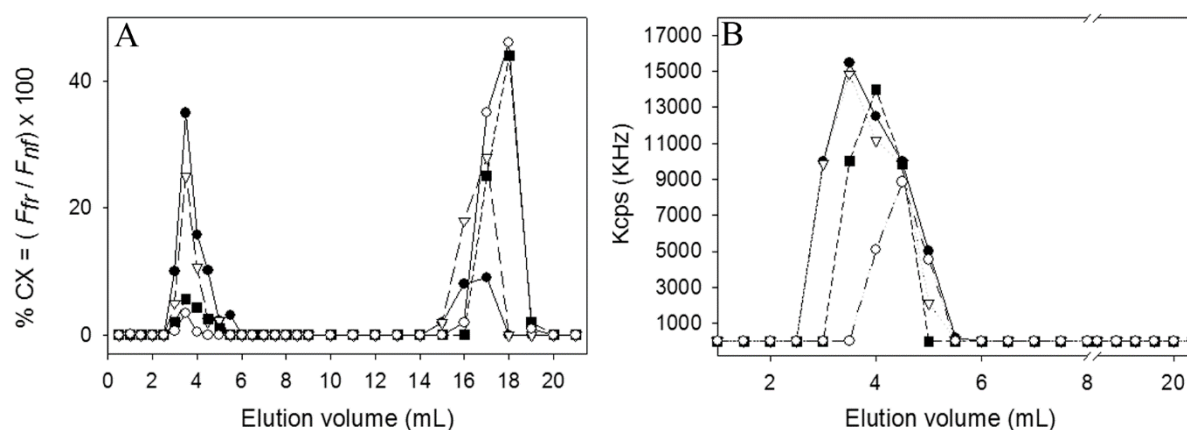 A
% CX = ( Ffr / Fnf) x 100
40
20
0
0 2 4 6 8 10 12 14 16 18 20
Elution volume (mL)
B
Kcps (KHz)
17000
15000
13000
11000
9000
7000
5000
3000
1000
2 4 6 8 20
Elution volume (mL)